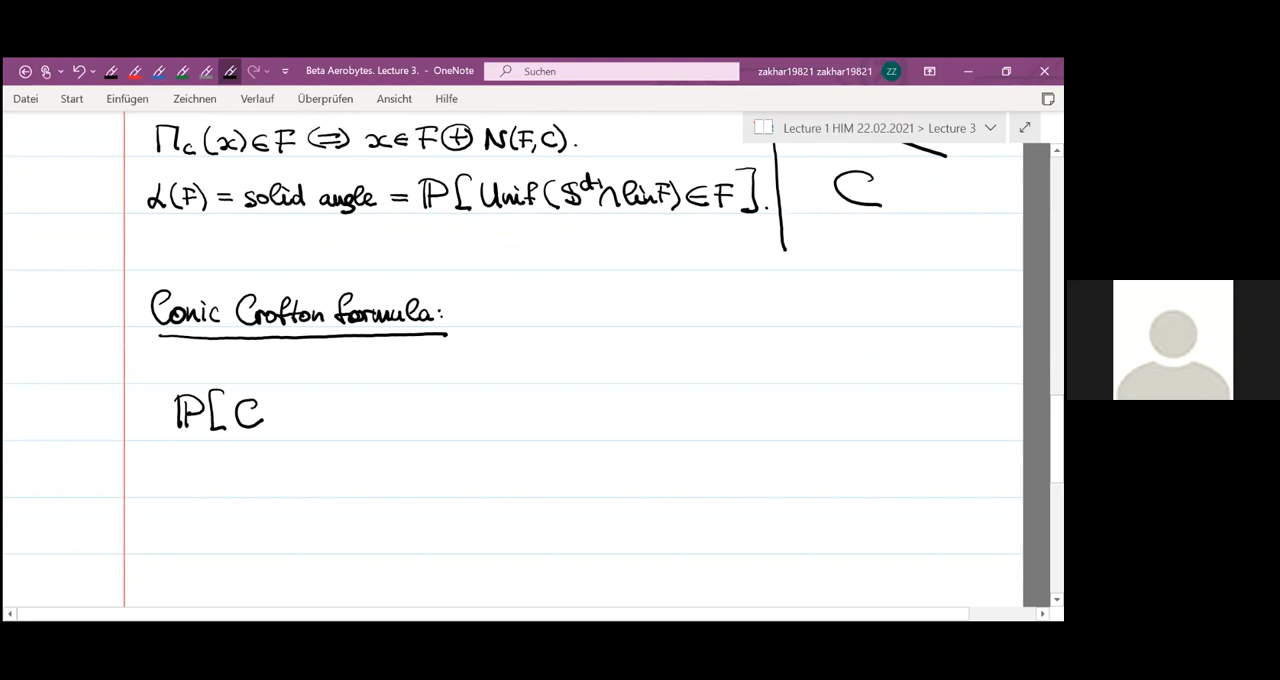 Beta Aerobytes. Lecture 3. - OneNote
Suchen
zakhar19821 zakhar19821
ZZ
Datei Start Einfügen Zeichnen Verlauf Überprüfen Ansicht Hilfe
Lecture 1 HIM 22.02.2021 > Lecture 3
Π_C(x) ∈ F ⟺ x ∈ F ⊕ N(F, C).
α(F) = solid angle = ℙ[Unif(𝕊^{d-1} ∩ lin F) ∈ F].
C
Conic Crofton formula:
ℙ[C